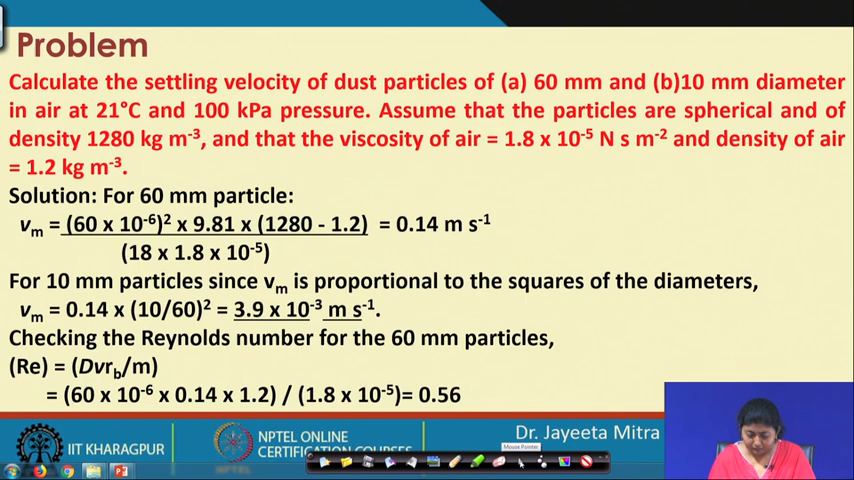 Problem
Calculate the settling velocity of dust particles of (a) 60 mm and (b)10 mm diameter
in air at 21°C and 100 kPa pressure. Assume that the particles are spherical and of
density 1280 kg m⁻³, and that the viscosity of air = 1.8 x 10⁻⁵ N s m⁻² and density of air
= 1.2 kg m⁻³.
Solution: For 60 mm particle:
vₘ = (60 x 10⁻⁶)² x 9.81 x (1280 - 1.2) = 0.14 m s⁻¹
(18 x 1.8 x 10⁻⁵)
For 10 mm particles since vₘ is proportional to the squares of the diameters,
vₘ = 0.14 x (10/60)² = 3.9 x 10⁻³ m s⁻¹.
Checking the Reynolds number for the 60 mm particles,
(Re) = (Dvr_b/m)
= (60 x 10⁻⁶ x 0.14 x 1.2) / (1.8 x 10⁻⁵)= 0.56
IIT KHARAGPUR
NPTEL ONLINE
CERTIFICATION COURSES
Dr. Jayeeta Mitra
Mouse Pointer